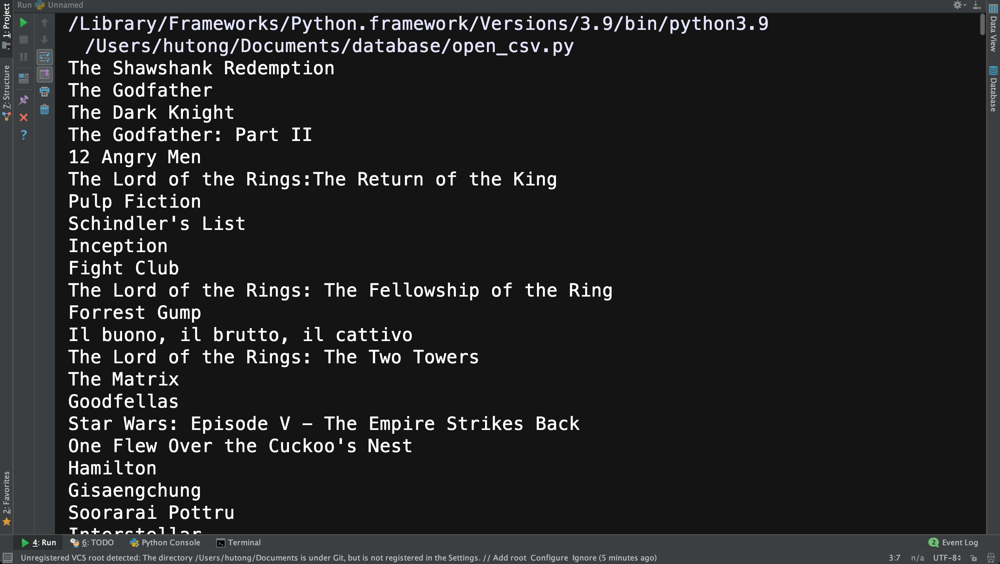 Run Unnamed
1: Project
7: Structure
2: Favorites
/Library/Frameworks/Python.framework/Versions/3.9/bin/python3.9
/Users/hutong/Documents/database/open_csv.py
The Shawshank Redemption
The Godfather
The Dark Knight
The Godfather: Part II
12 Angry Men
The Lord of the Rings:The Return of the King
Pulp Fiction
Schindler's List
Inception
Fight Club
The Lord of the Rings: The Fellowship of the Ring
Forrest Gump
Il buono, il brutto, il cattivo
The Lord of the Rings: The Two Towers
The Matrix
Goodfellas
Star Wars: Episode V – The Empire Strikes Back
One Flew Over the Cuckoo's Nest
Hamilton
Gisaengchung
Soorarai Pottru
Interstellar
Data View
Database
4: Run 6: TODO Python Console Terminal 2 Event Log
Unregistered VCS root detected: The directory /Users/hutong/Documents is under Git, but is not registered in the Settings. // Add root Configure Ignore (5 minutes ago) 3:7 n/a UTF-8